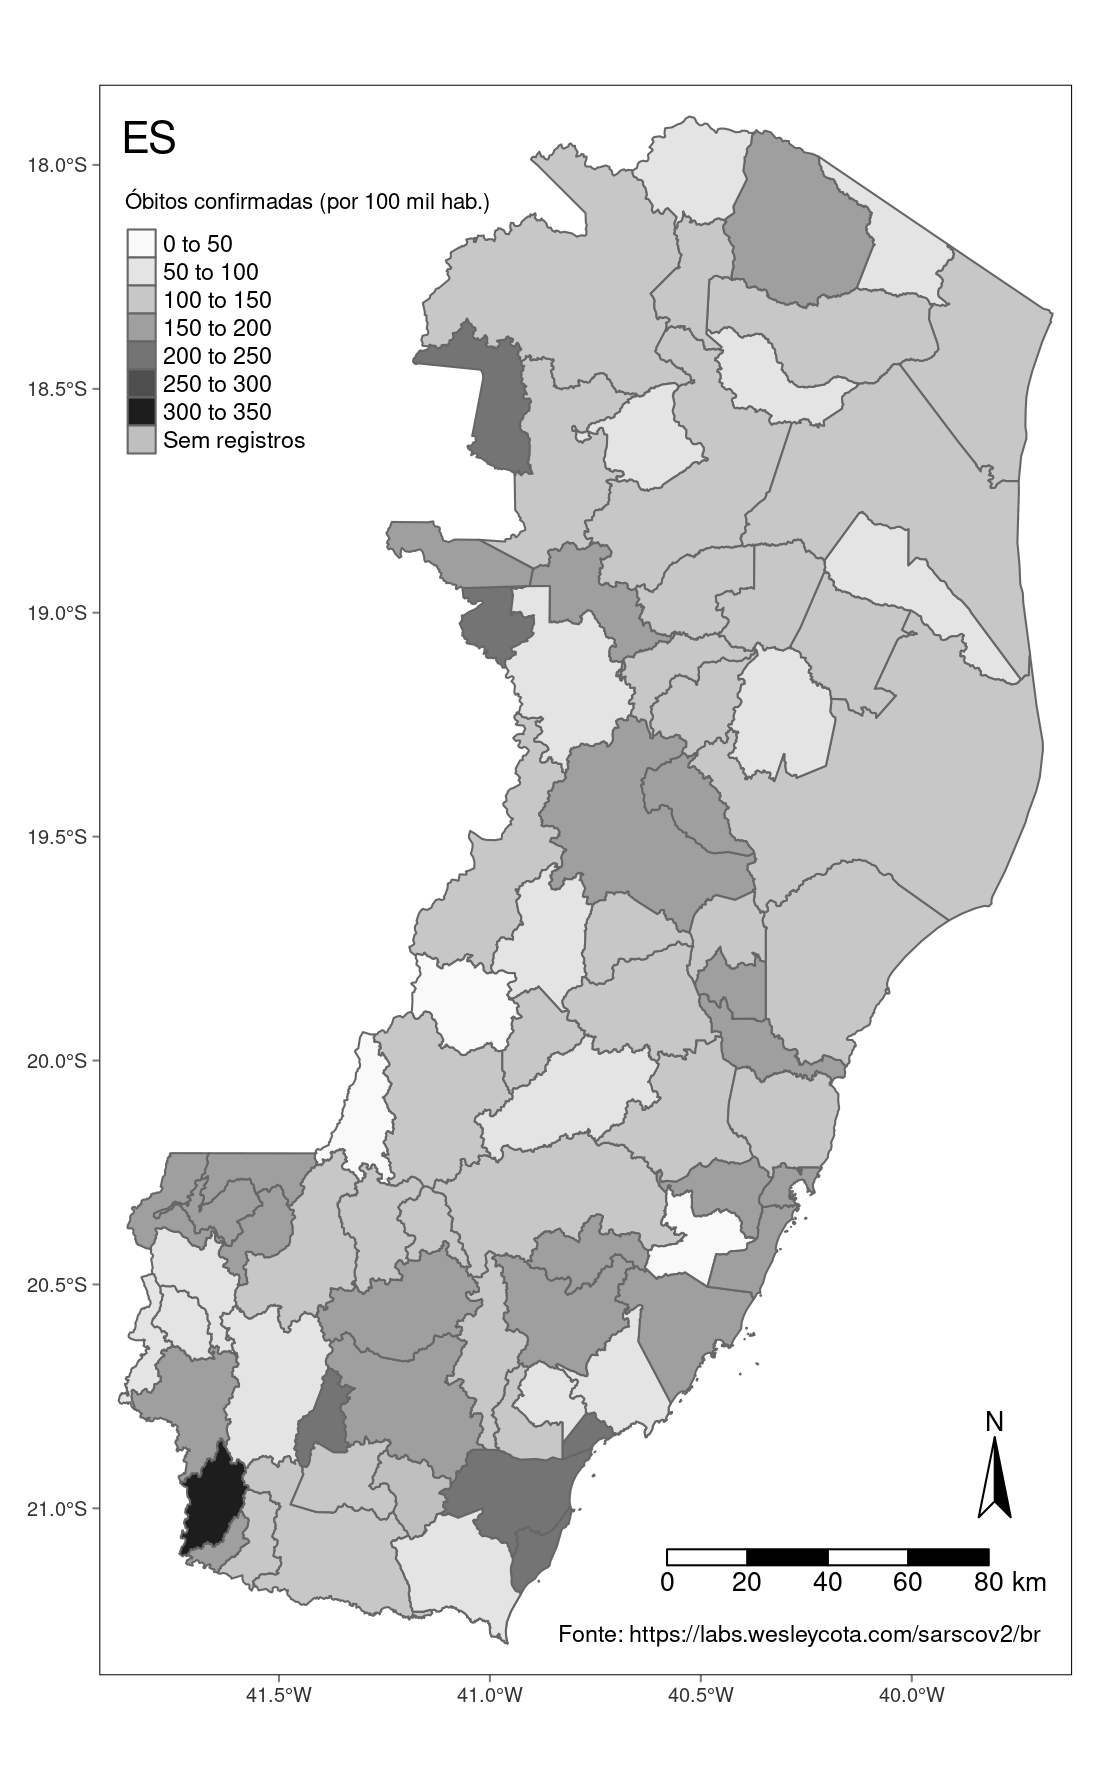 ES
18.0°S
Óbitos confirmadas (por 100 mil hab.)
0 to 50
50 to 100
100 to 150
150 to 200
200 to 250
250 to 300
300 to 350
Sem registros
18.5°S
19.0°S
19.5°S
20.0°S
20.5°S
21.0°S
N
0 20 40 60 80 km
Fonte: https://labs.wesleycota.com/sarscov2/br
41.5°W 41.0°W 40.5°W 40.0°W